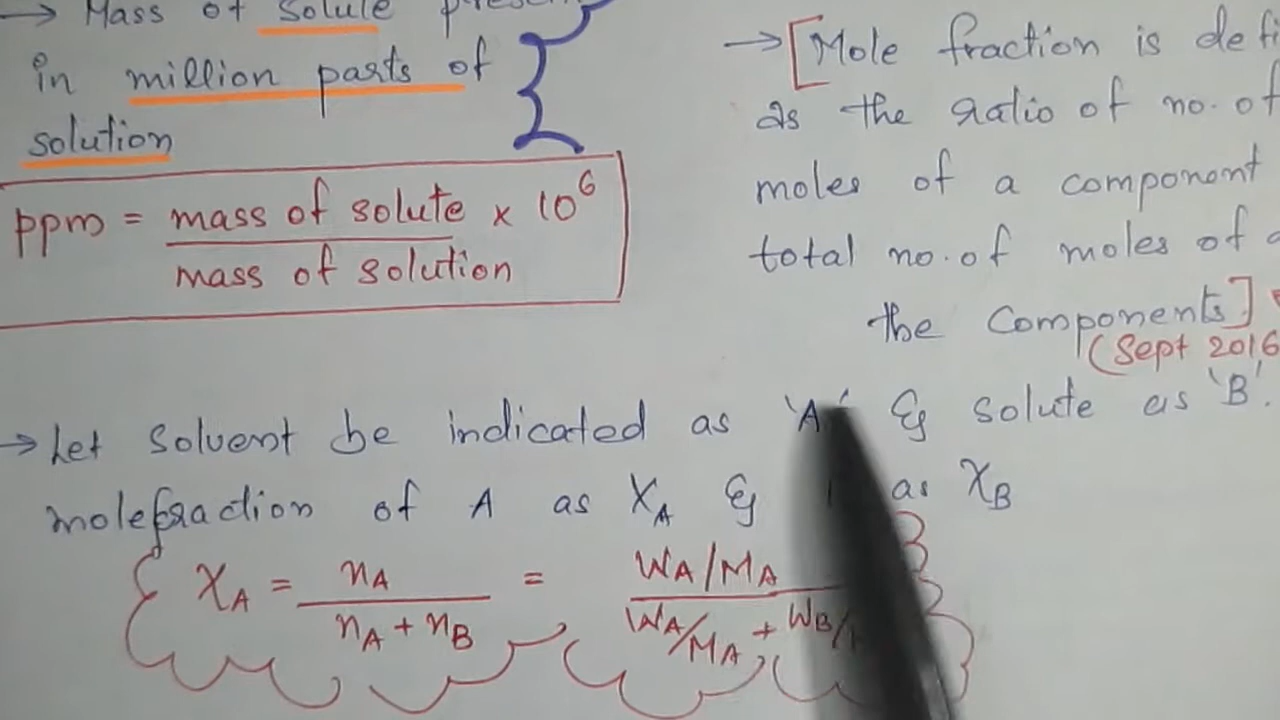 → Mass of solute
in million parts of
solution
ppm = mass of solute / mass of solution × 10⁶
→ [Mole fraction is
as the ratio of no. of
moles of a component
total no. of moles of
the Components]
(Sept 2016
→ Let Solvent be indicated as 'A' & solute as 'B'.
molefraction of A as X_A & as X_B
X_A = n_A / (n_A + n_B) = (W_A/M_A) / (W_A/M_A + W_B/